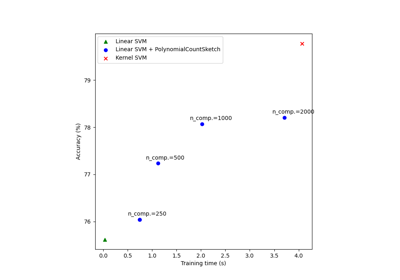 Linear SVM
Linear SVM + PolynomialCountSketch
Kernel SVM
79
78
77
76
Accuracy (%)
n_comp.=2000
n_comp.=1000
n_comp.=500
n_comp.=250
0.0 0.5 1.0 1.5 2.0 2.5 3.0 3.5 4.0
Training time (s)